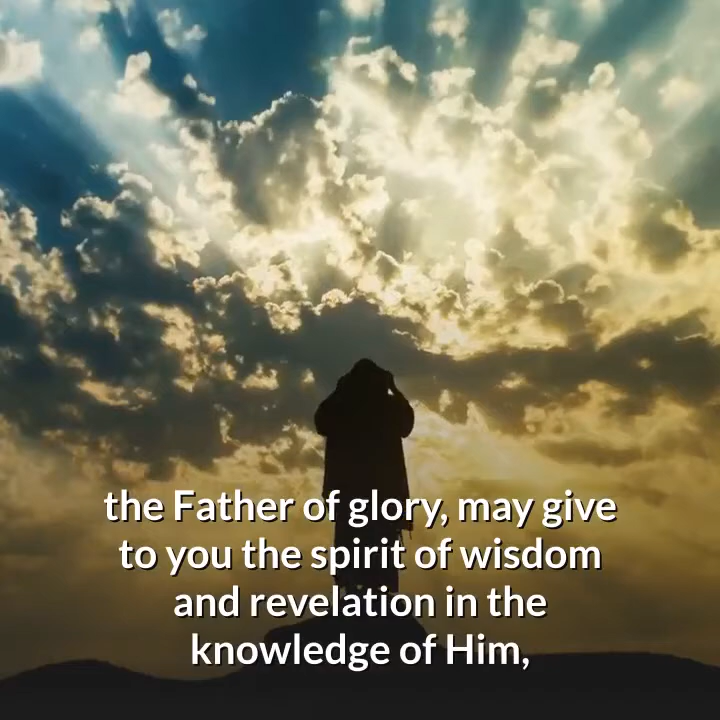 the Father of glory, may give
to you the spirit of wisdom
and revelation in the
knowledge of Him,